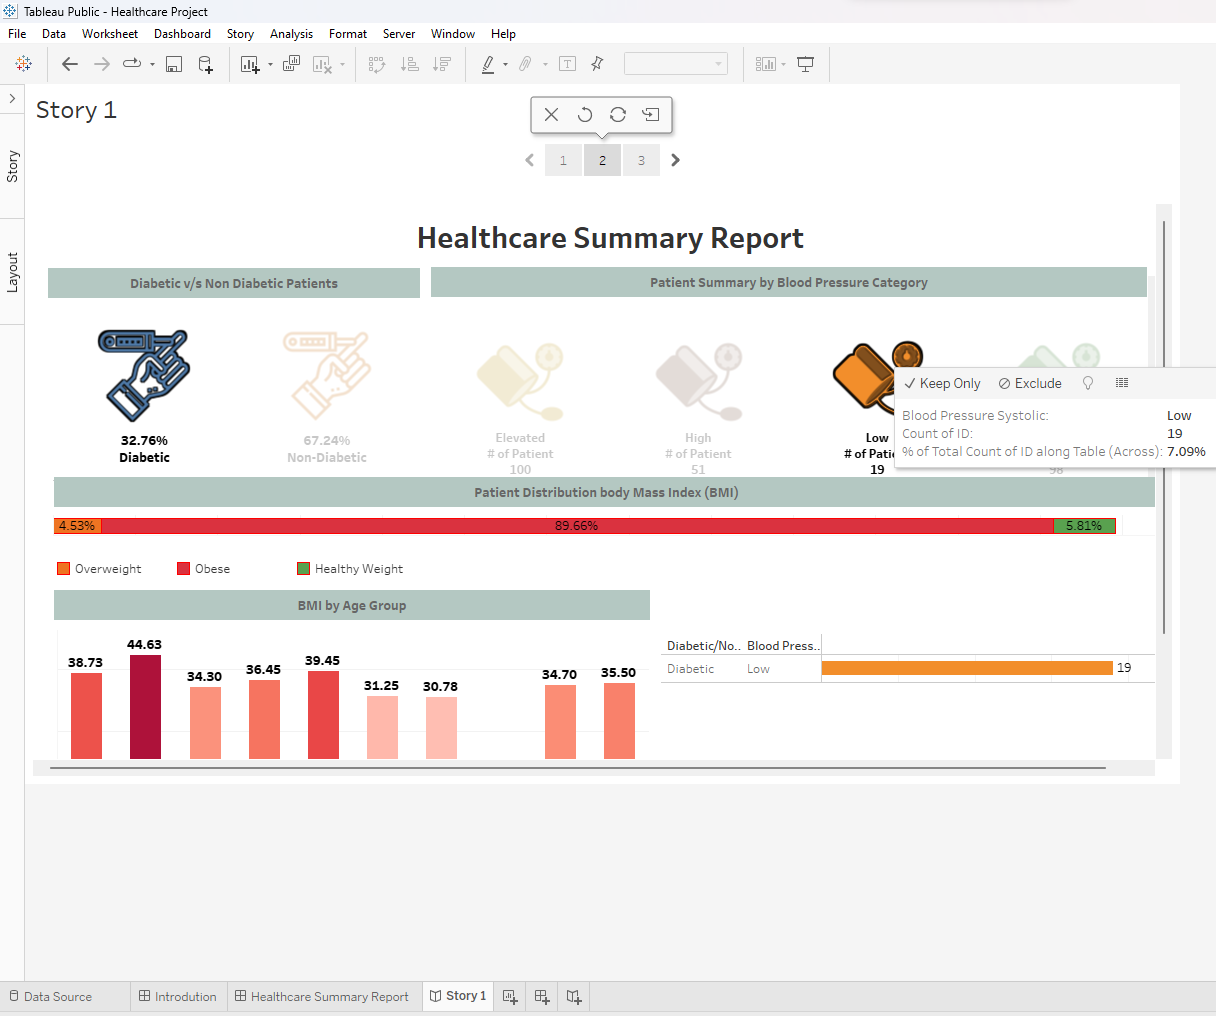 Tableau Public - Healthcare Project
File Data Worksheet Dashboard Story Analysis Format Server Window Help
Story 1
1 2 3
Story
Layout
Healthcare Summary Report
Diabetic v/s Non Diabetic Patients
Patient Summary by Blood Pressure Category
32.76%
Diabetic
67.24%
Non-Diabetic
Elevated
# of Patient
100
High
# of Patient
51
Low
# of Patie
19
98
Keep Only Exclude
Blood Pressure Systolic: Low
Count of ID: 19
% of Total Count of ID along Table (Across): 7.09%
Patient Distribution body Mass Index (BMI)
4.53% 89.66% 5.81%
Overweight Obese Healthy Weight
BMI by Age Group
38.73 44.63 34.30 36.45 39.45 31.25 30.78 34.70 35.50
Diabetic/No.. Blood Press..
Diabetic Low 19
Data Source Introdution Healthcare Summary Report Story 1